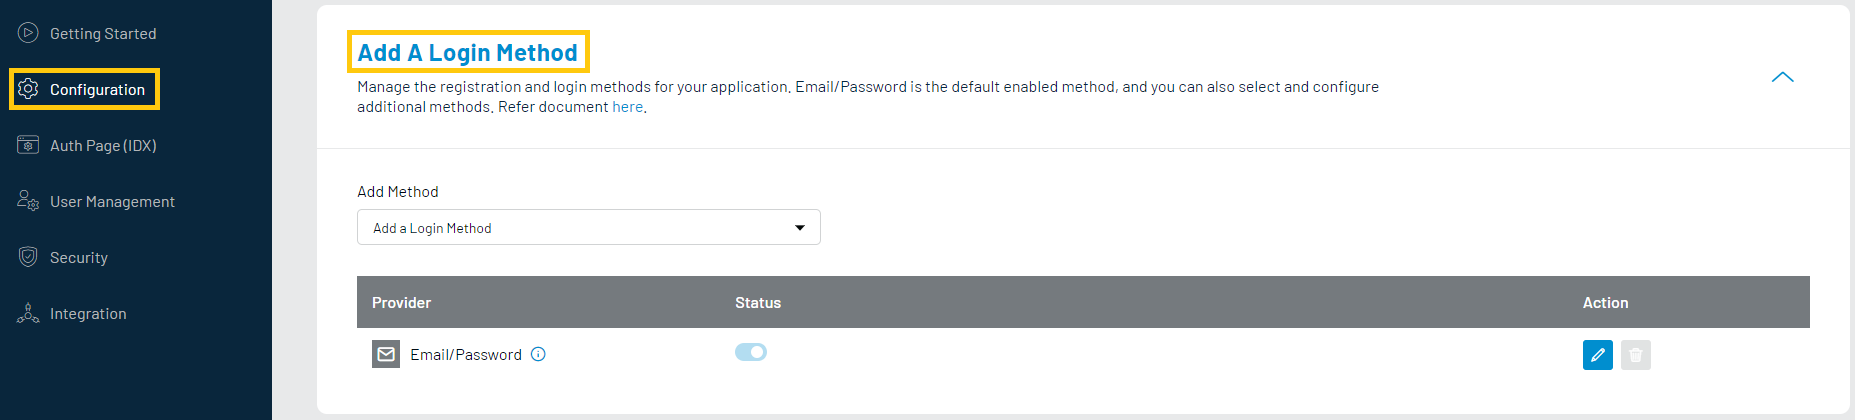 Getting Started
Configuration
Auth Page (IDX)
User Management
Security
Integration
Add A Login Method
Manage the registration and login methods for your application. Email/Password is the default enabled method, and you can also select and configure
additional methods. Refer document here.
Add Method
Add a Login Method
Provider Status Action
Email/Password